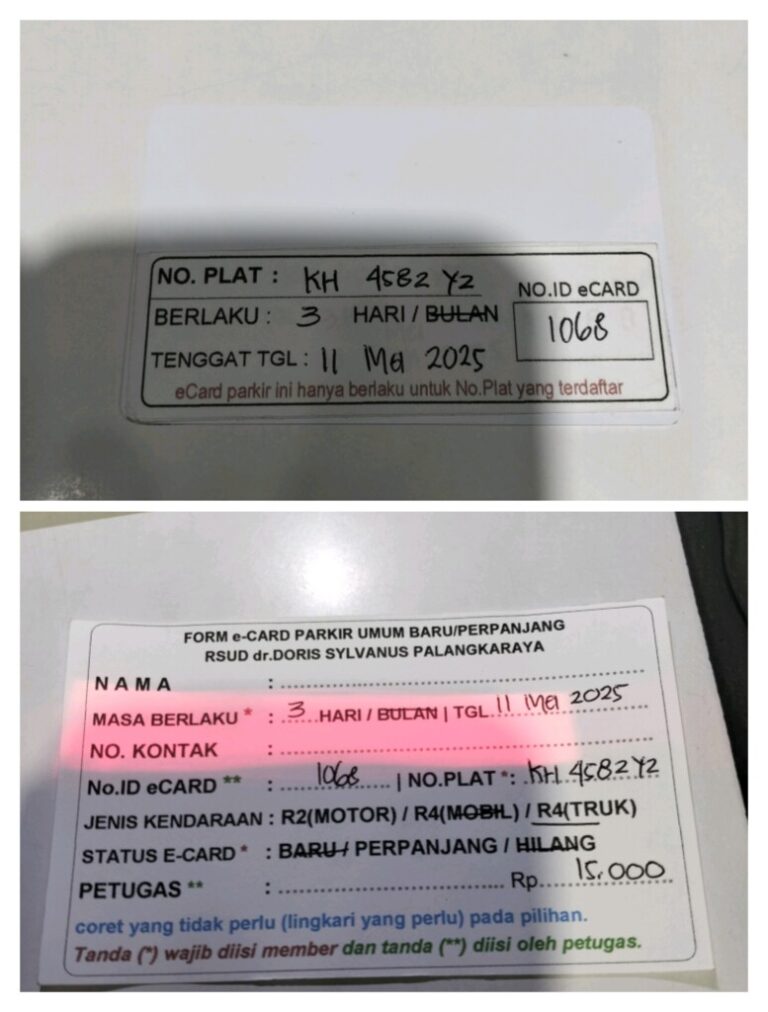 NO. PLAT : KH 4582 YZ
NO.ID eCARD
BERLAKU : 3 HARI / BULAN
1068
TENGGAT TGL : 11 Mei 2025
eCard parkir ini hanya berlaku untuk No.Plat yang terdaftar
FORM e-CARD PARKIR UMUM BARU/PERPANJANG
RSUD dr.DORIS SYLVANUS PALANGKARAYA
N A M A :
MASA BERLAKU * : 3 HARI / BULAN | TGL 11 Mei 2025
NO. KONTAK :
No.ID eCARD ** : 1068 | NO.PLAT *: KH 4582 YZ
JENIS KENDARAAN : R2(MOTOR) / R4(MOBIL) / R4(TRUK)
STATUS E-CARD * : BARU / PERPANJANG / HILANG
PETUGAS ** : Rp. 15.000
coret yang tidak perlu (lingkari yang perlu) pada pilihan.
Tanda (*) wajib diisi member dan tanda (**) diisi oleh petugas.